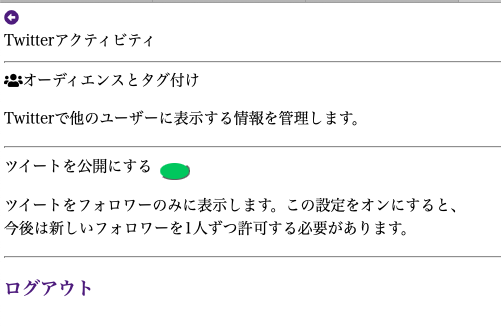 Twitterアクティビティ
オーディエンスとタグ付け
Twitterで他のユーザーに表示する情報を管理します。
ツイートを公開にする
ツイートをフォロワーのみに表示します。この設定をオンにすると、
今後は新しいフォロワーを1人ずつ許可する必要があります。
ログアウト